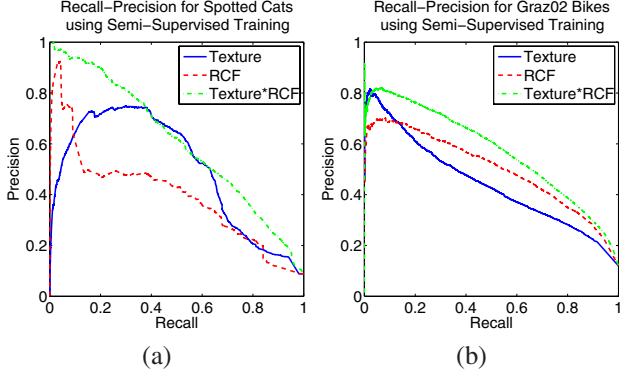 Recall−Precision for Spotted Cats
using Semi−Supervised Training
1
0.8
0.6
0.4
0.2
0
Precision
Texture
RCF
Texture*RCF
0
0.2
0.4
0.6
0.8
1
Recall
(a)
Recall−Precision for Graz02 Bikes
using Semi−Supervised Training
1
0.8
0.6
0.4
0.2
0
Precision
Texture
RCF
Texture*RCF
0
0.2
0.4
0.6
0.8
1
Recall
(b)